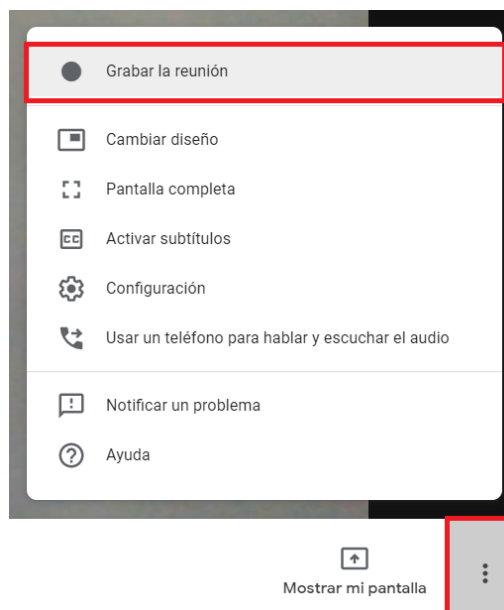 Grabar la reunión
Cambiar diseño
Pantalla completa
Activar subtítulos
Configuración
Usar un teléfono para hablar y escuchar el audio
Notificar un problema
Ayuda
Mostrar mi pantalla